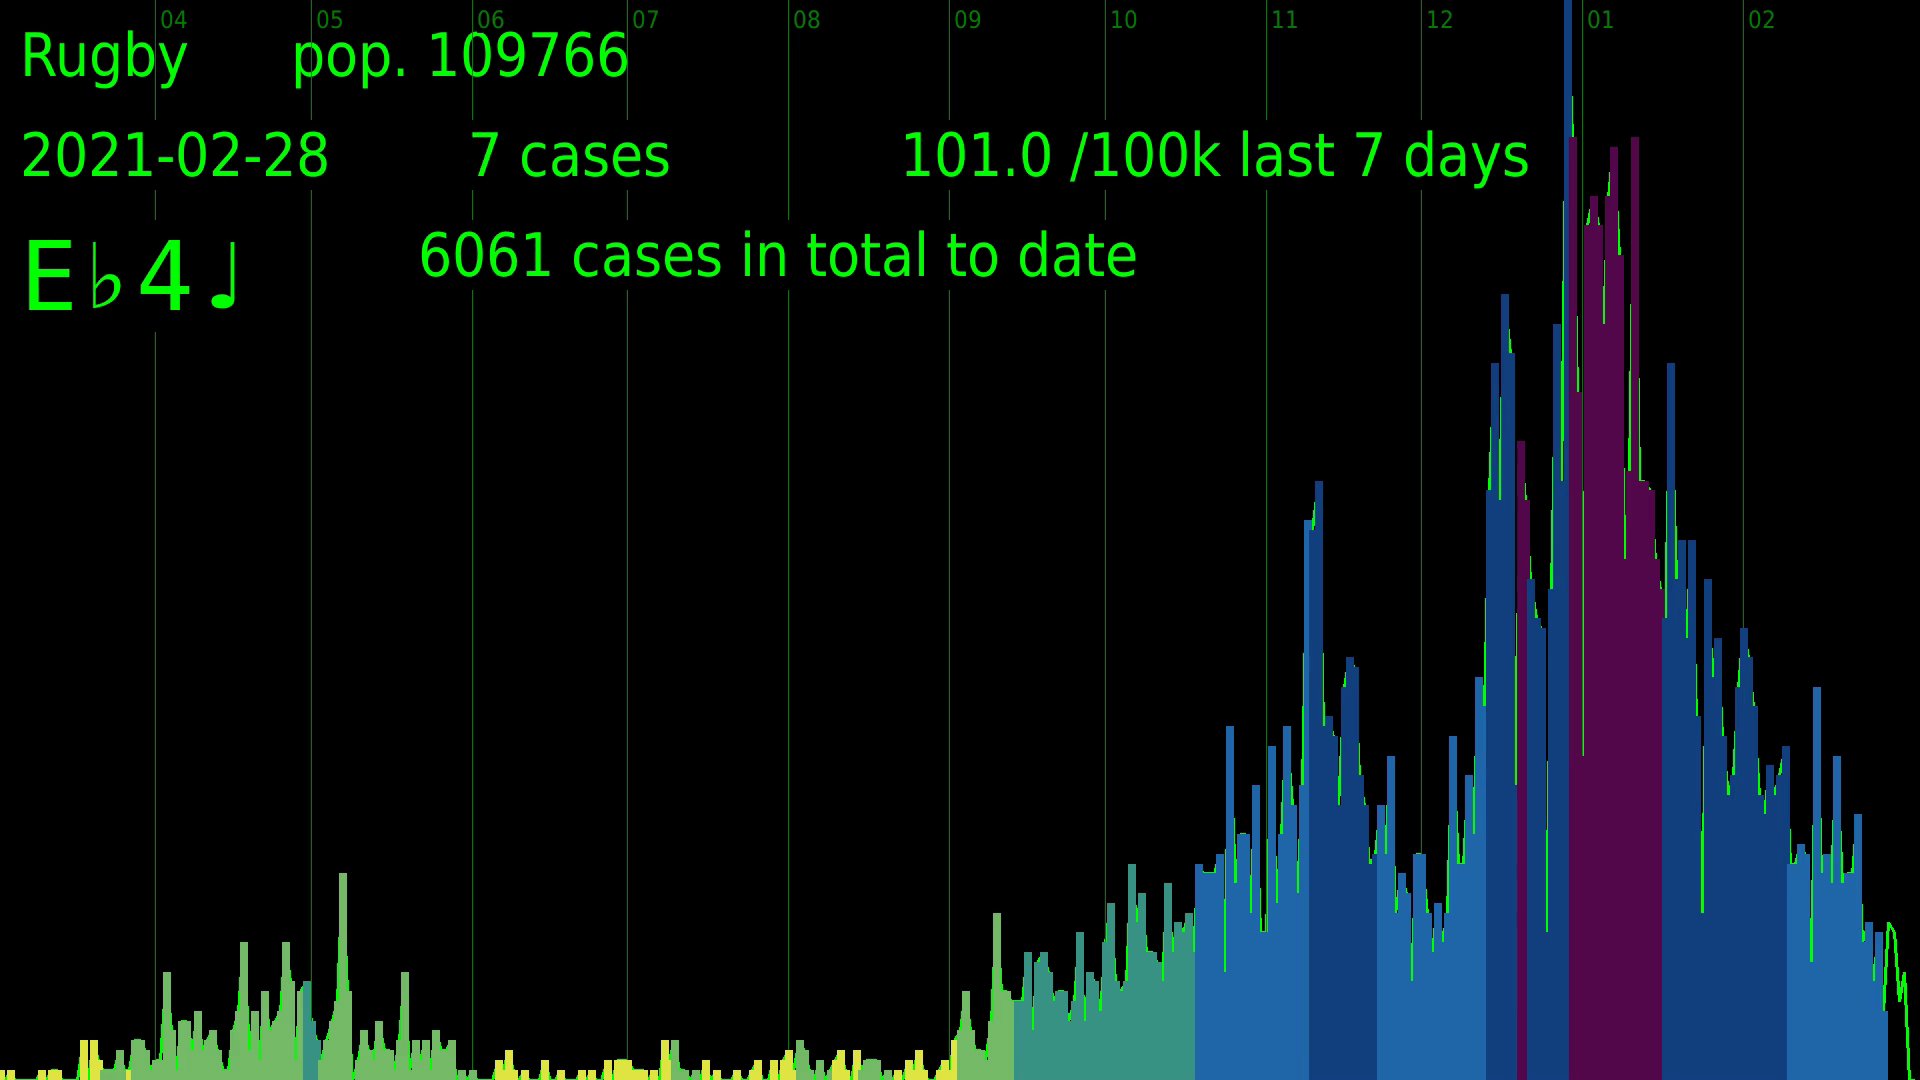 04 05 06 07 08 09 10 11 12 01 02
Rugby pop. 109766
2021-02-28 7 cases 101.0 /100k last 7 days
E♭4♩ 6061 cases in total to date